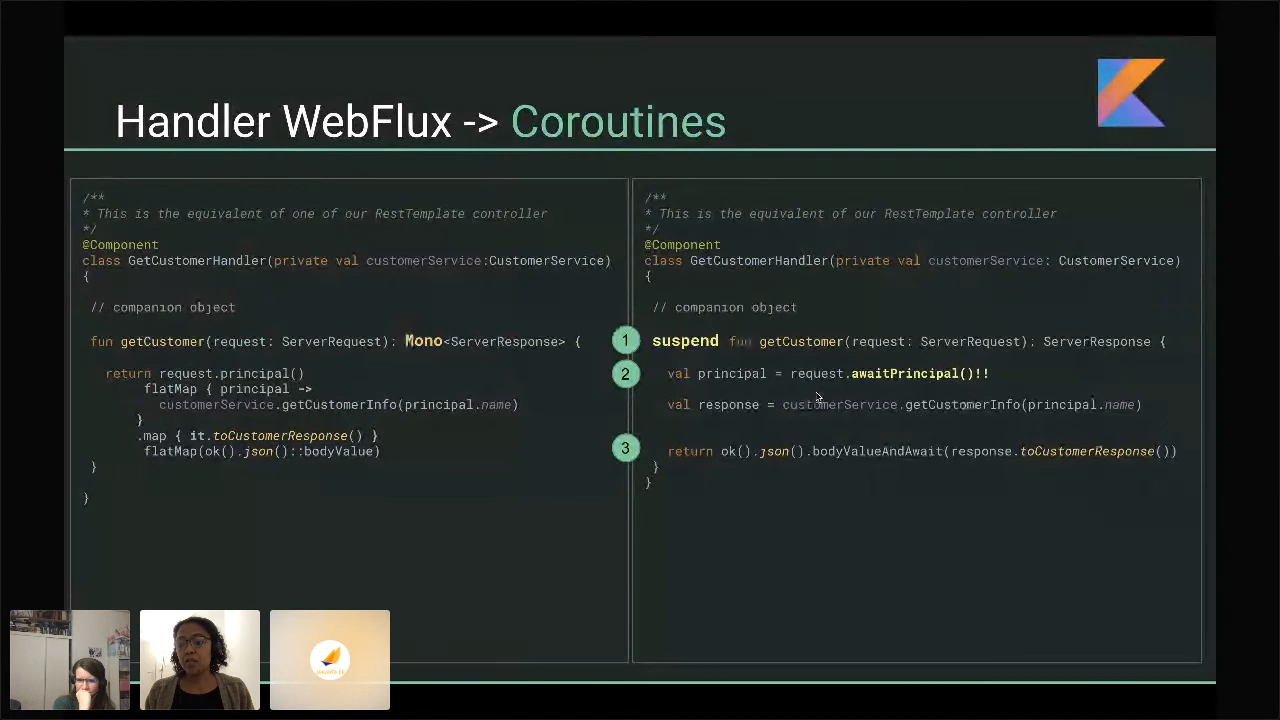 Handler WebFlux -> Coroutines
/**
* This is the equivalent of one of our RestTemplate controller
*/
@Component
class GetCustomerHandler(private val customerService:CustomerService)
{
// companion object
fun getCustomer(request: ServerRequest): Mono<ServerResponse> {
return request.principal()
flatMap { principal ->
customerService.getCustomerInfo(principal.name)
}
.map { it.toCustomerResponse() }
flatMap(ok().json()::bodyValue)
}
}
/**
* This is the equivalent of our RestTemplate controller
*/
@Component
class GetCustomerHandler(private val customerService: CustomerService)
{
// companion object
1
suspend fun getCustomer(request: ServerRequest): ServerResponse {
2
val principal = request.awaitPrincipal()!!
val response = customerService.getCustomerInfo(principal.name)
3
return ok().json().bodyValueAndAwait(response.toCustomerResponse())
}
}